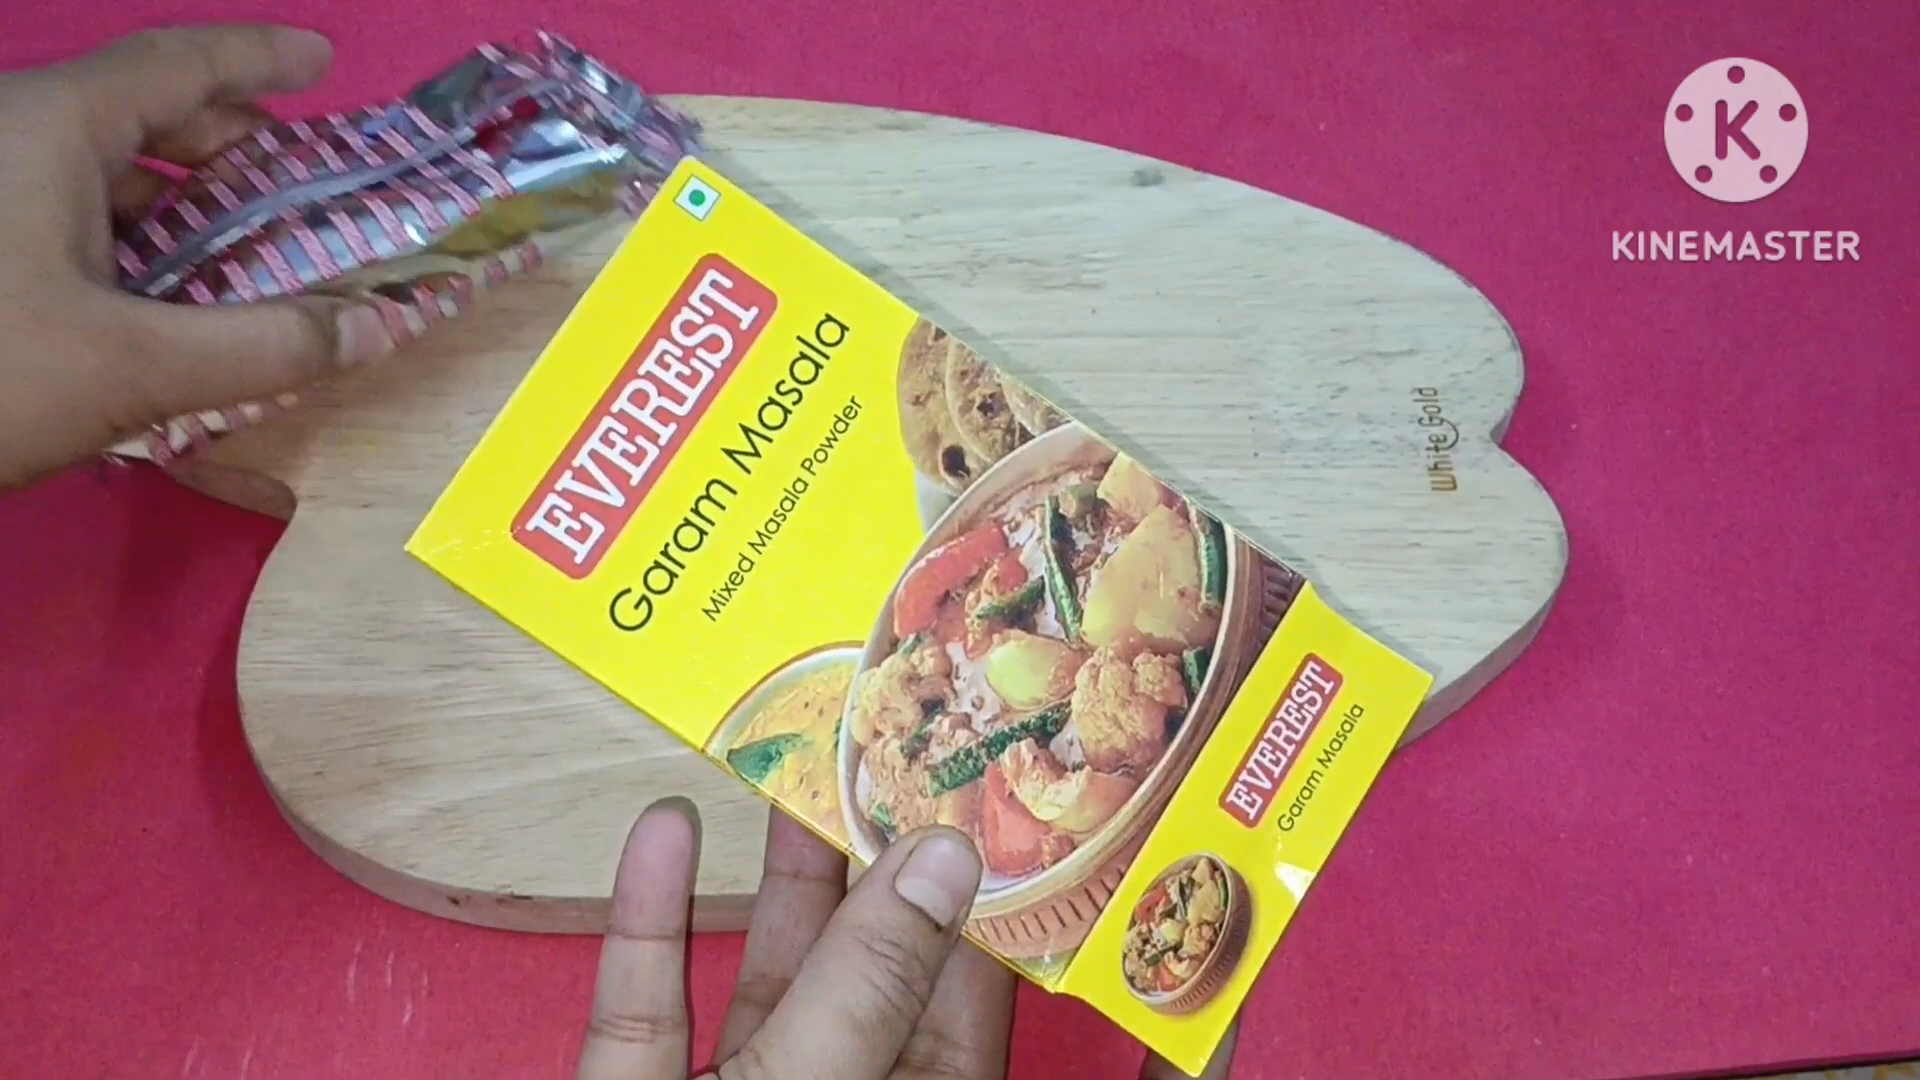 EVEREST
Garam Masala
Mixed Masala Powder
EVEREST
Garam Masala
White Gold
K
KINEMASTER